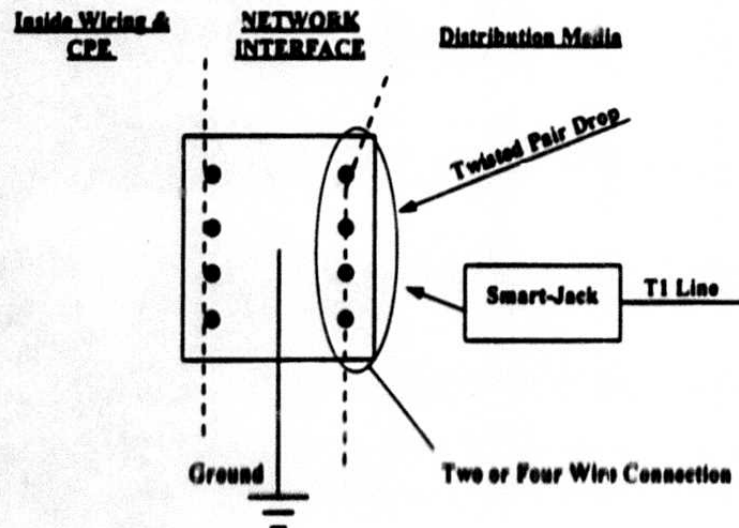 Inside Wiring &
CPE
NETWORK
INTERFACE
Distribution Media
Twisted Pair Drop
Smart-Jack
T1 Line
Ground
Two or Four Wire Connection